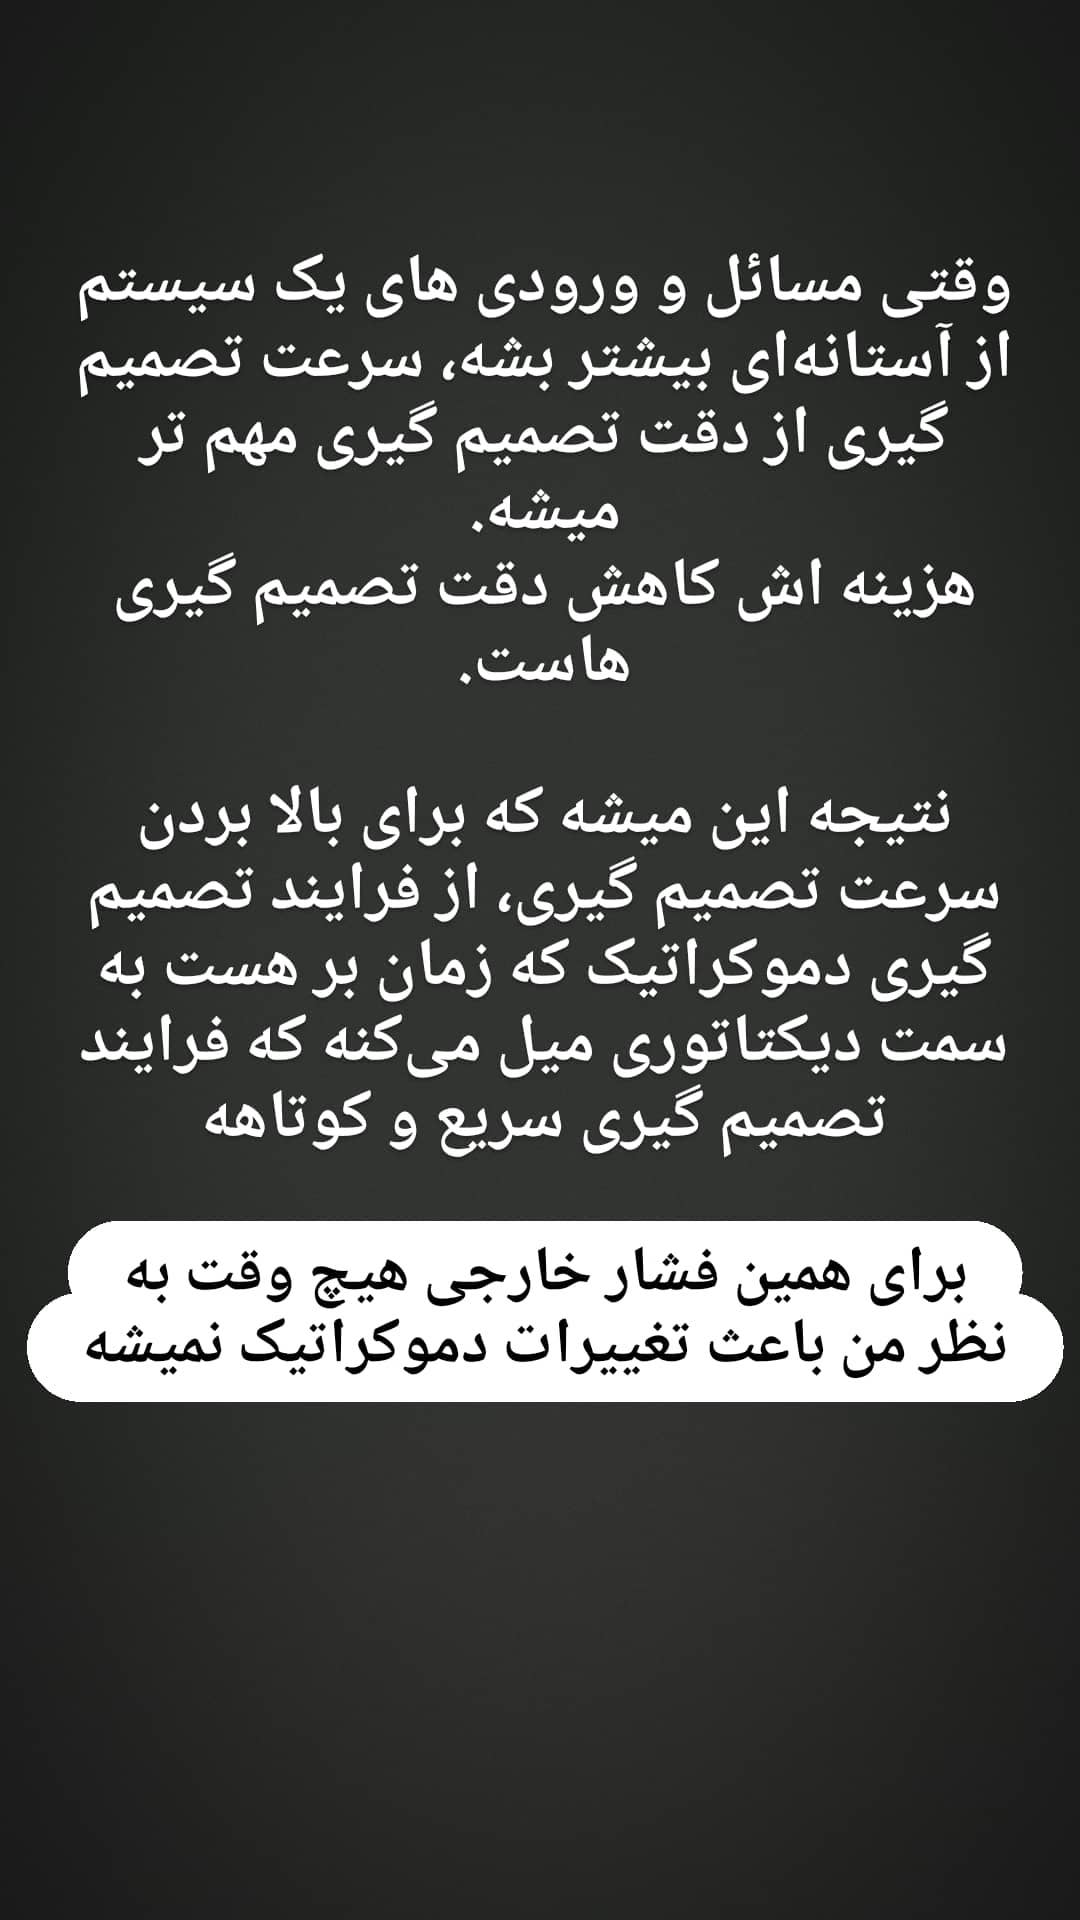 وقتی مسائل و ورودی های یک سیستم
از آستانه‌ای بیشتر بشه، سرعت تصمیم
گیری از دقت تصمیم گیری مهم تر
میشه.
هزینه اش کاهش دقت تصمیم گیری
هاست.
نتیجه این میشه که برای بالا بردن
سرعت تصمیم گیری، از فرایند تصمیم
گیری دموکراتیک که زمان بر هست به
سمت دیکتاتوری میل می‌کنه که فرایند
تصمیم گیری سریع و کوتاهه
برای همین فشار خارجی هیچ وقت به
نظر من باعث تغییرات دموکراتیک نمیشه